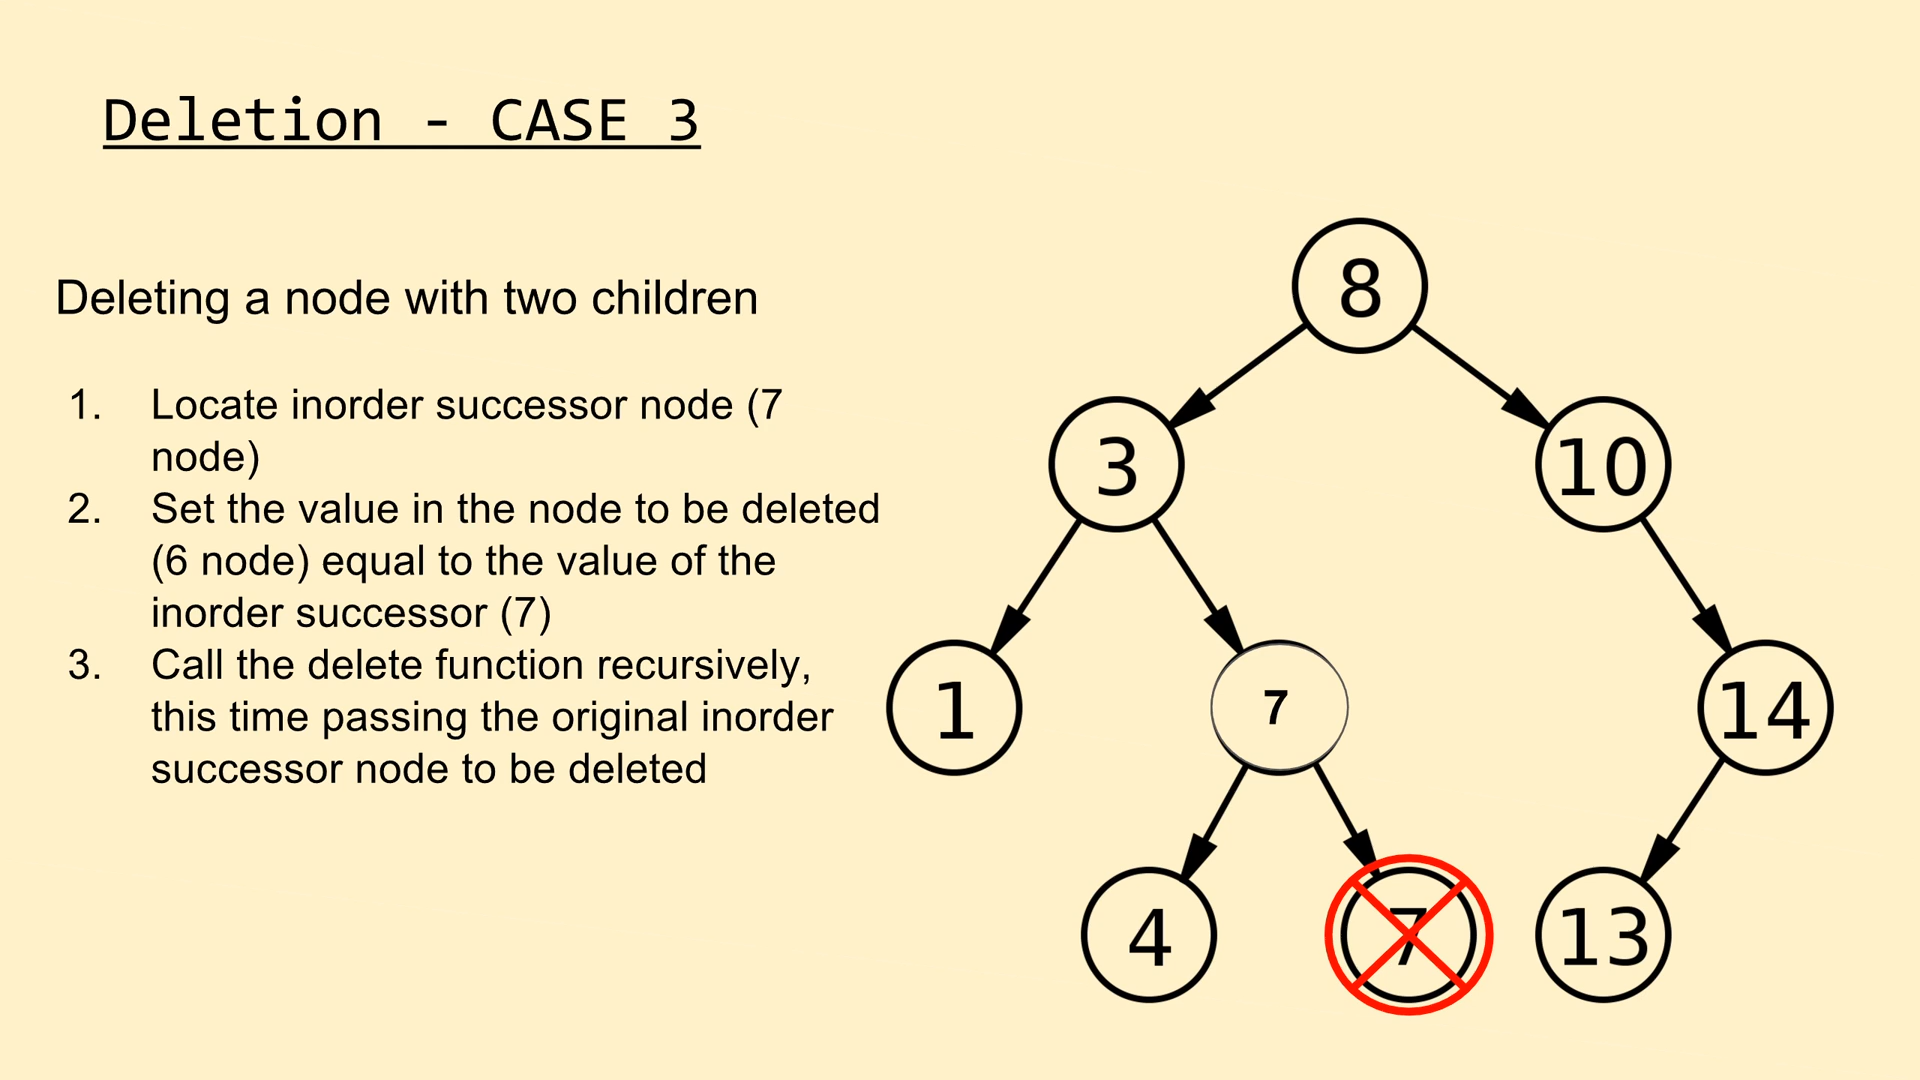 Deletion - CASE 3
Deleting a node with two children
1. Locate inorder successor node (7
node)
2. Set the value in the node to be deleted
(6 node) equal to the value of the
inorder successor (7)
3. Call the delete function recursively,
this time passing the original inorder
successor node to be deleted
8
3
10
1
7
14
4
7
13